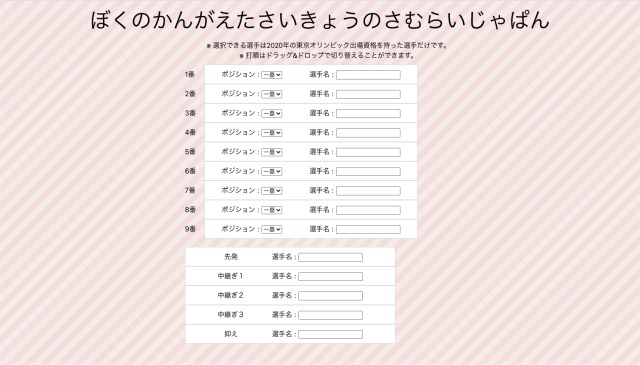 ぼくのかんがえたさいきょうのさむらいじゃぱん
※ 選択できる選手は2020年の東京オリンピック出場資格を持った選手だけです。
※ 打順はドラッグ&ドロップで切り替えることができます。
1番 ポジション：一塁 選手名：
2番 ポジション：一塁 選手名：
3番 ポジション：一塁 選手名：
4番 ポジション：一塁 選手名：
5番 ポジション：一塁 選手名：
6番 ポジション：一塁 選手名：
7番 ポジション：一塁 選手名：
8番 ポジション：一塁 選手名：
9番 ポジション：一塁 選手名：
先発 選手名：
中継ぎ１ 選手名：
中継ぎ２ 選手名：
中継ぎ３ 選手名：
抑え 選手名：